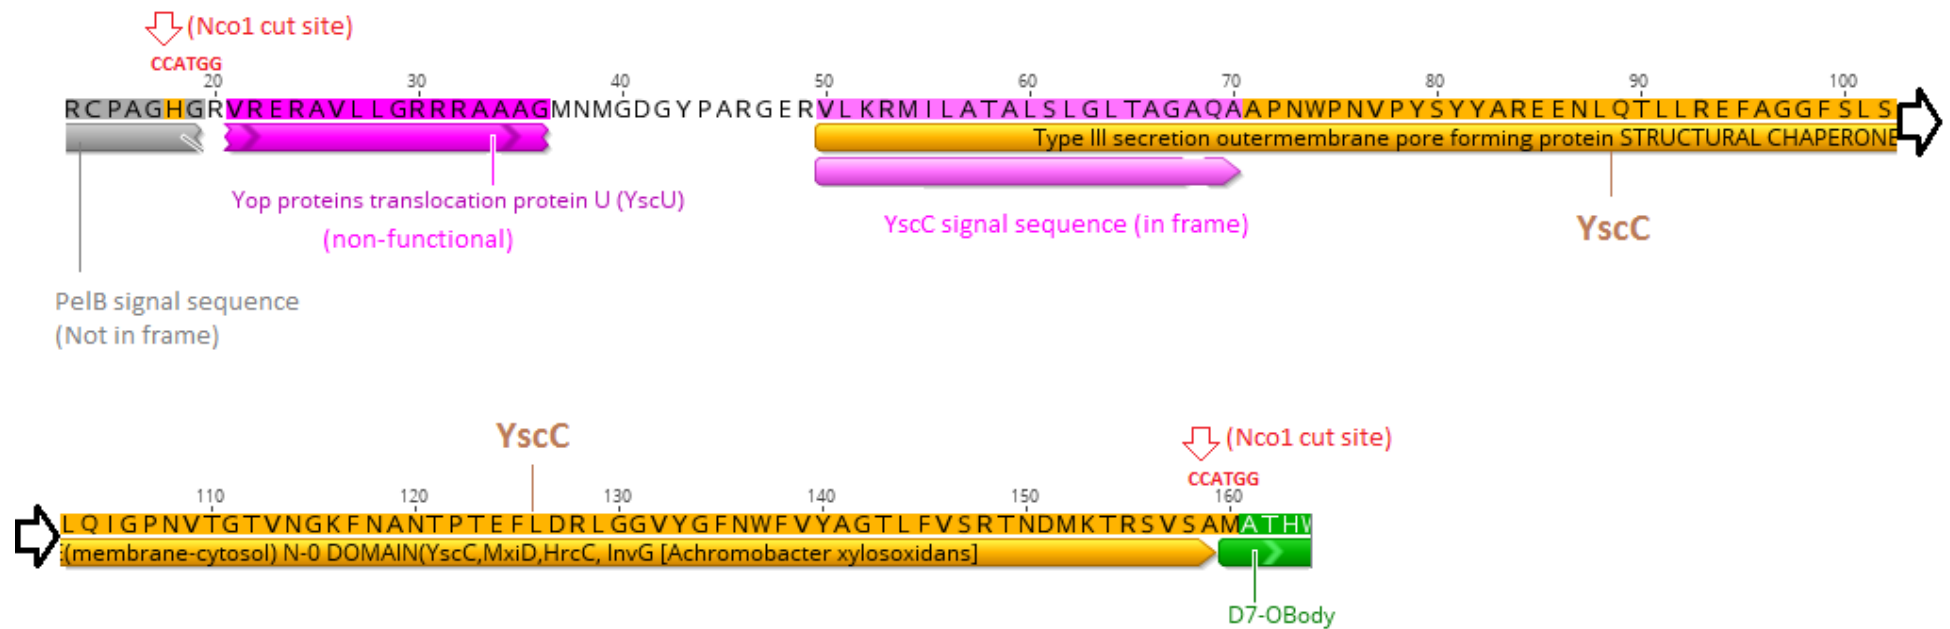 (Nco1 cut site)
CCATGG
20 30 40 50 60 70 80 90 100
RCPAGHGRVRERAVLLGRRRAAAGMNMGDGYPARGERVLKRMILATALSLGLTAGAQAAPNWPNVPYSYYAREENLQTLLREFAGGFSLS
Type III secretion outermembrane pore forming protein STRUCTURAL CHAPERONE
Yop proteins translocation protein U (YscU)
(non-functional)
YscC signal sequence (in frame)
YscC
PelB signal sequence
(Not in frame)
YscC
(Nco1 cut site)
CCATGG
110 120 130 140 150 160
LQIGPNVTGTVNGKFNANTPTEFLDRLGGVYGFNWFVYAGTLFVSRTNDMKTRSVSAMATHW
(membrane-cytosol) N-0 DOMAIN(YscC,MxiD,HrcC, InvG [Achromobacter xylosoxidans]
D7-OBody